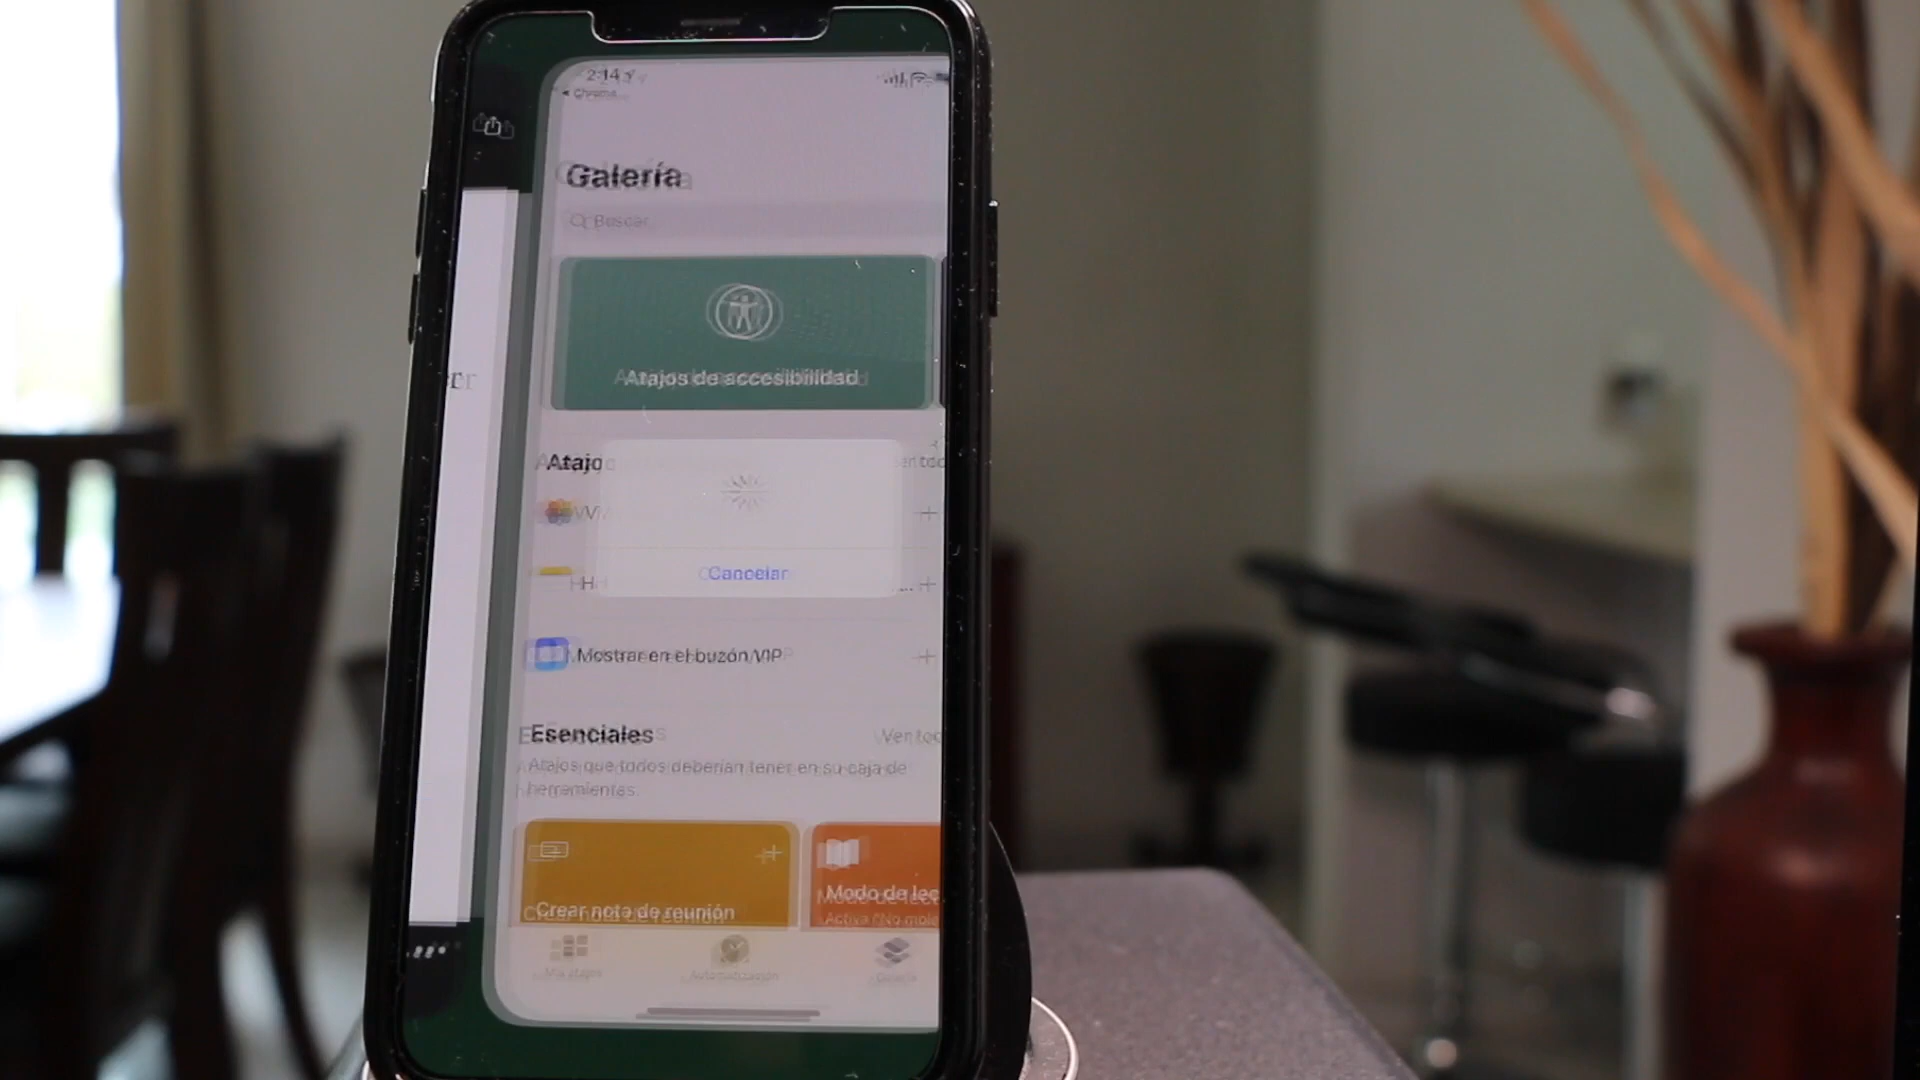 2:14
◄ Chrome
Galería
Buscar
Atajos de accesibilidad
Atajo
Cancelar
Mostrar en el buzón VIP
Esenciales
Ver tod
Atajos que todos deberían tener en su caja de
herramientas.
Crear nota de reunión
Modo de lec
Activa "No mole
Mis atajos
Automatización
Galería